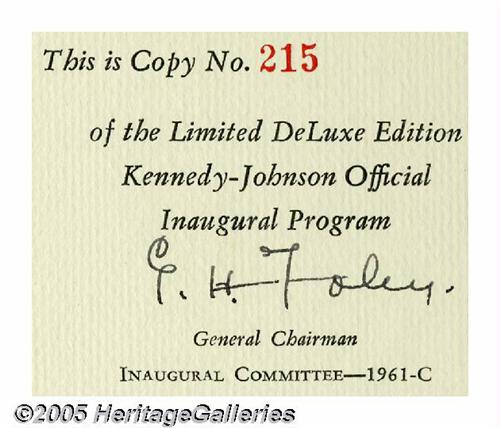 This is Copy No. 215
of the Limited DeLuxe Edition
Kennedy-Johnson Official
Inaugural Program
E. H. Foley.
General Chairman
INAUGURAL COMMITTEE—1961-C
©2005 HeritageGalleries